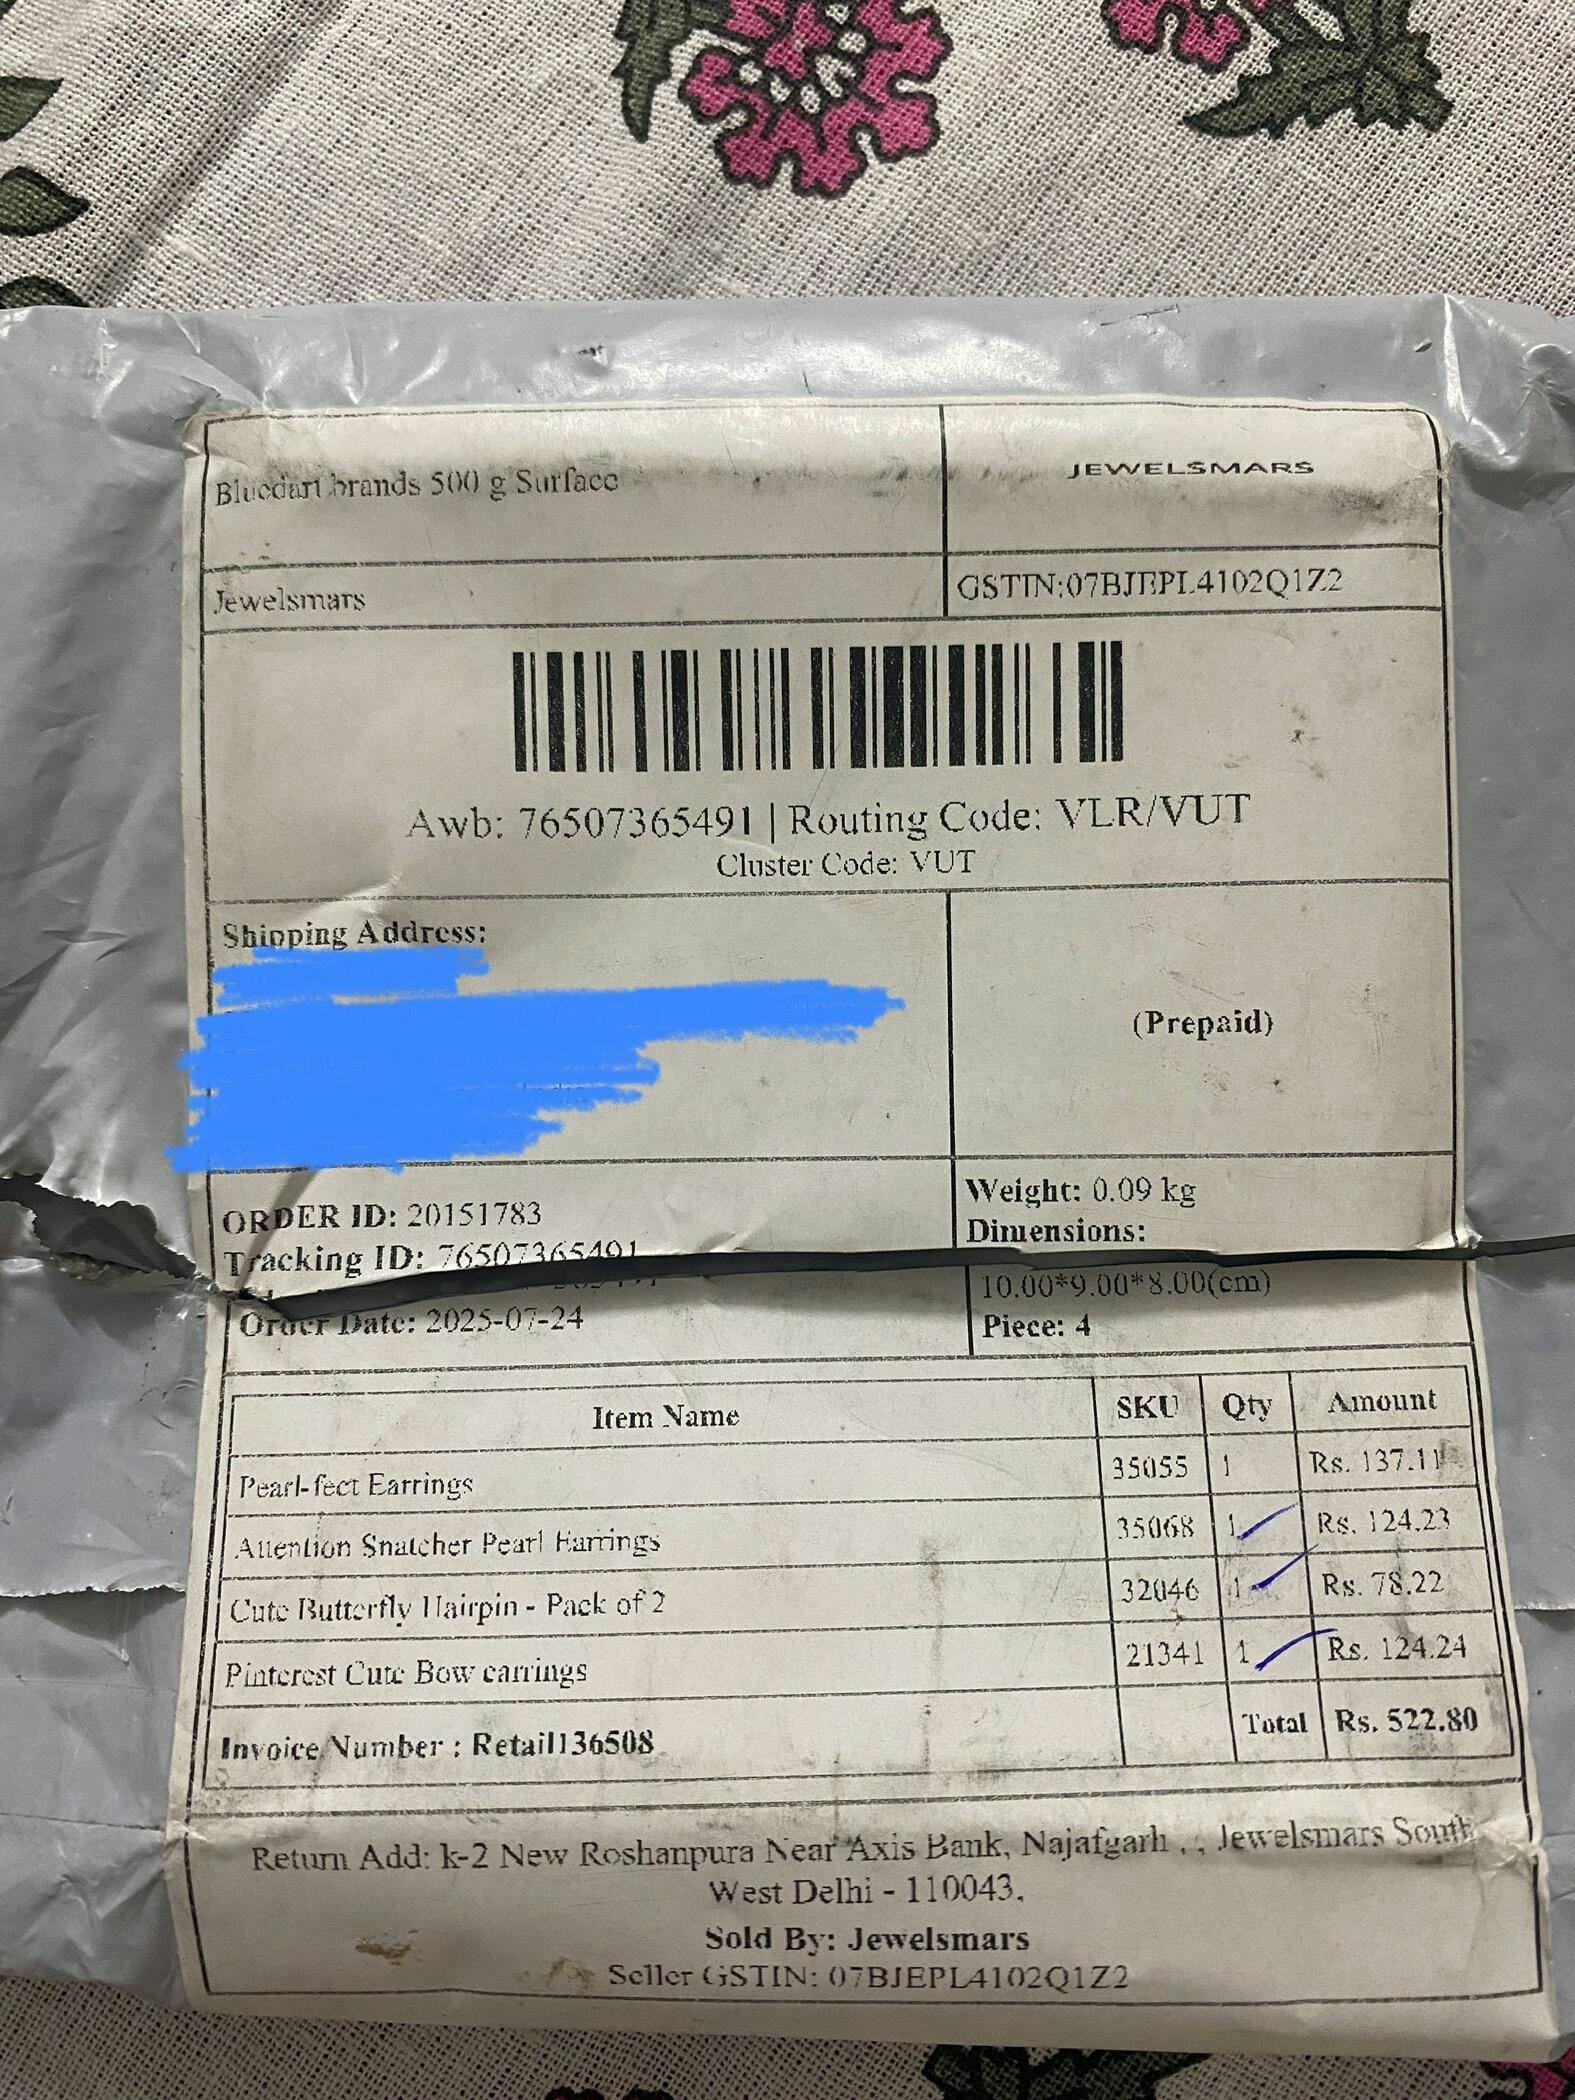 Bluedart brands 500 g Surface
JEWELSMARS
Jewelsmars
GSTIN:07BJEPL4102Q1Z2
Awb: 76507365491 | Routing Code: VLR/VUT
Cluster Code: VUT
Shipping Address:
(Prepaid)
ORDER ID: 20151783
Tracking ID: 76507365491
Order Date: 2025-07-24
Weight: 0.09 kg
Dimensions:
10.00*9.00*8.00(cm)
Piece: 4
Item Name SKU Qty Amount
Pearl-fect Earrings 35055 1 Rs. 137.11
Attention Snatcher Pearl Earrings 35068 1 Rs. 124.23
Cute Butterfly Hairpin - Pack of 2 32046 1 Rs. 78.22
Pinterest Cute Bow earrings 21341 1 Rs. 124.24
Invoice Number : Retail136508 Total Rs. 522.80
Return Add: k-2 New Roshanpura Near Axis Bank, Najafgarh , , Jewelsmars South
West Delhi - 110043.
Sold By: Jewelsmars
Seller GSTIN: 07BJEPL4102Q1Z2